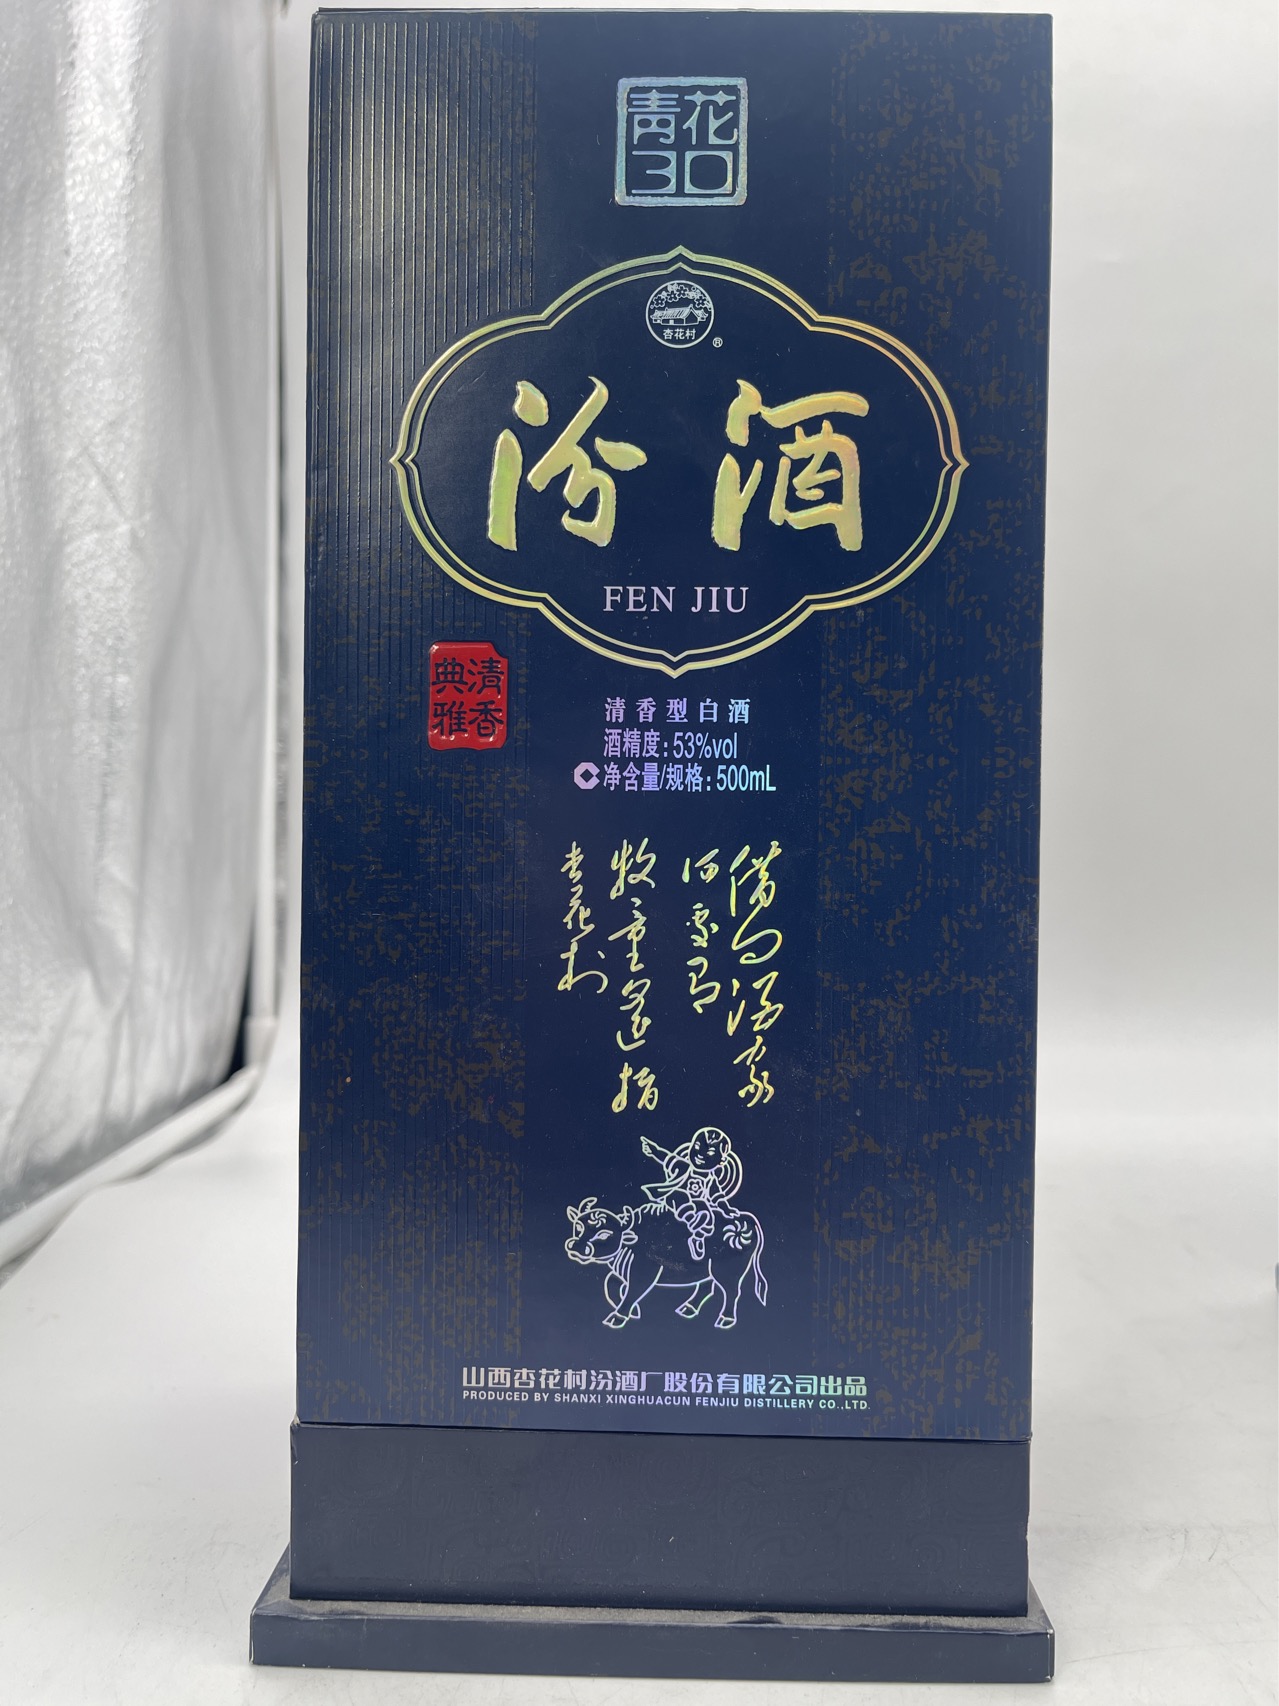 青花
30
杏花村
®
汾酒
FEN JIU
清香
典雅
清香型白酒
酒精度:53%vol
净含量/规格:500mL
借问酒家
何处有
牧童遥指
杏花村
山西杏花村汾酒厂股份有限公司出品
PRODUCED BY SHANXI XINGHUACUN FENJIU DISTILLERY CO.,LTD.